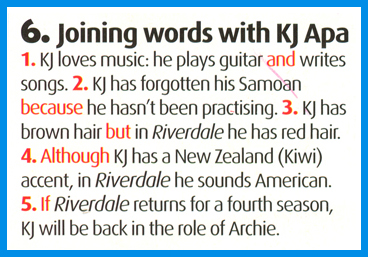 6. Joining words with KJ Apa
1. KJ loves music: he plays guitar and writes
songs. 2. KJ has forgotten his Samoan
because he hasn't been practising. 3. KJ has
brown hair but in Riverdale he has red hair.
4. Although KJ has a New Zealand (Kiwi)
accent, in Riverdale he sounds American.
5. If Riverdale returns for a fourth season,
KJ will be back in the role of Archie.